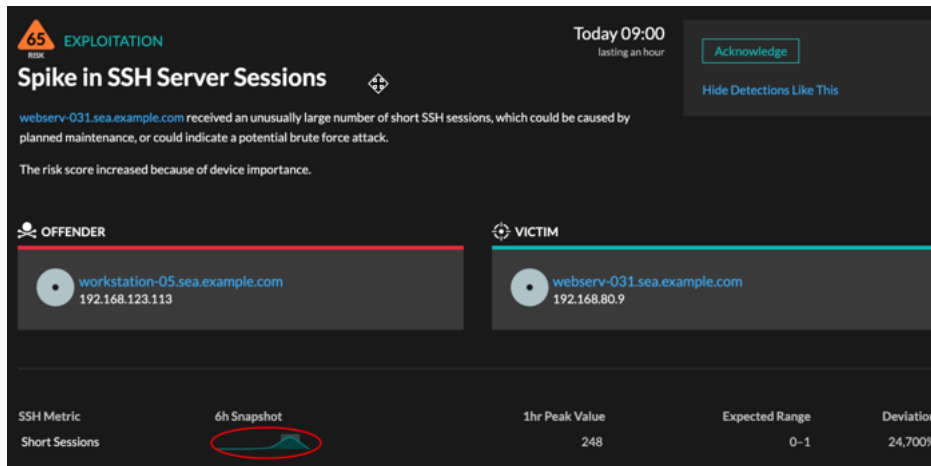 65 EXPLOITATION
RISK
Today 09:00
lasting an hour
Acknowledge
Spike in SSH Server Sessions
Hide Detections Like This
webserv-031.sea.example.com received an unusually large number of short SSH sessions, which could be caused by
planned maintenance, or could indicate a potential brute force attack.
The risk score increased because of device importance.
OFFENDER
VICTIM
workstation-05.sea.example.com
192.168.123.113
webserv-031.sea.example.com
192.168.80.9
SSH Metric 6h Snapshot 1hr Peak Value Expected Range Deviation
Short Sessions 248 0–1 24,700%